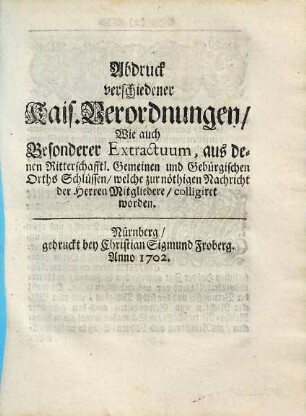 Abdruck
verschiedener
Kais. Verordnungen/
Wie auch
Besonderer Extractuum, aus de-
nen Ritterschafftl. Gemeinen und Gebürgischen
Orths Schlüssen/ welche zur nöthigen Nachricht
der Herren Mitgliedere/ colligiret
worden.
Nürnberg/
gedruckt bey Christian Sigmund Froberg.
Anno 1702.